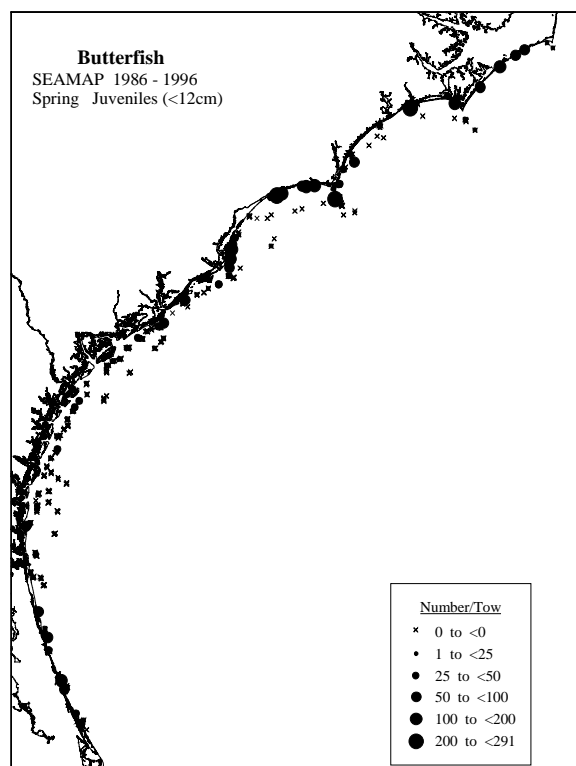 Butterfish
SEAMAP 1986 - 1996
Spring Juveniles (<12cm)
Number/Tow
0 to <0
1 to <25
25 to <50
50 to <100
100 to <200
200 to <291